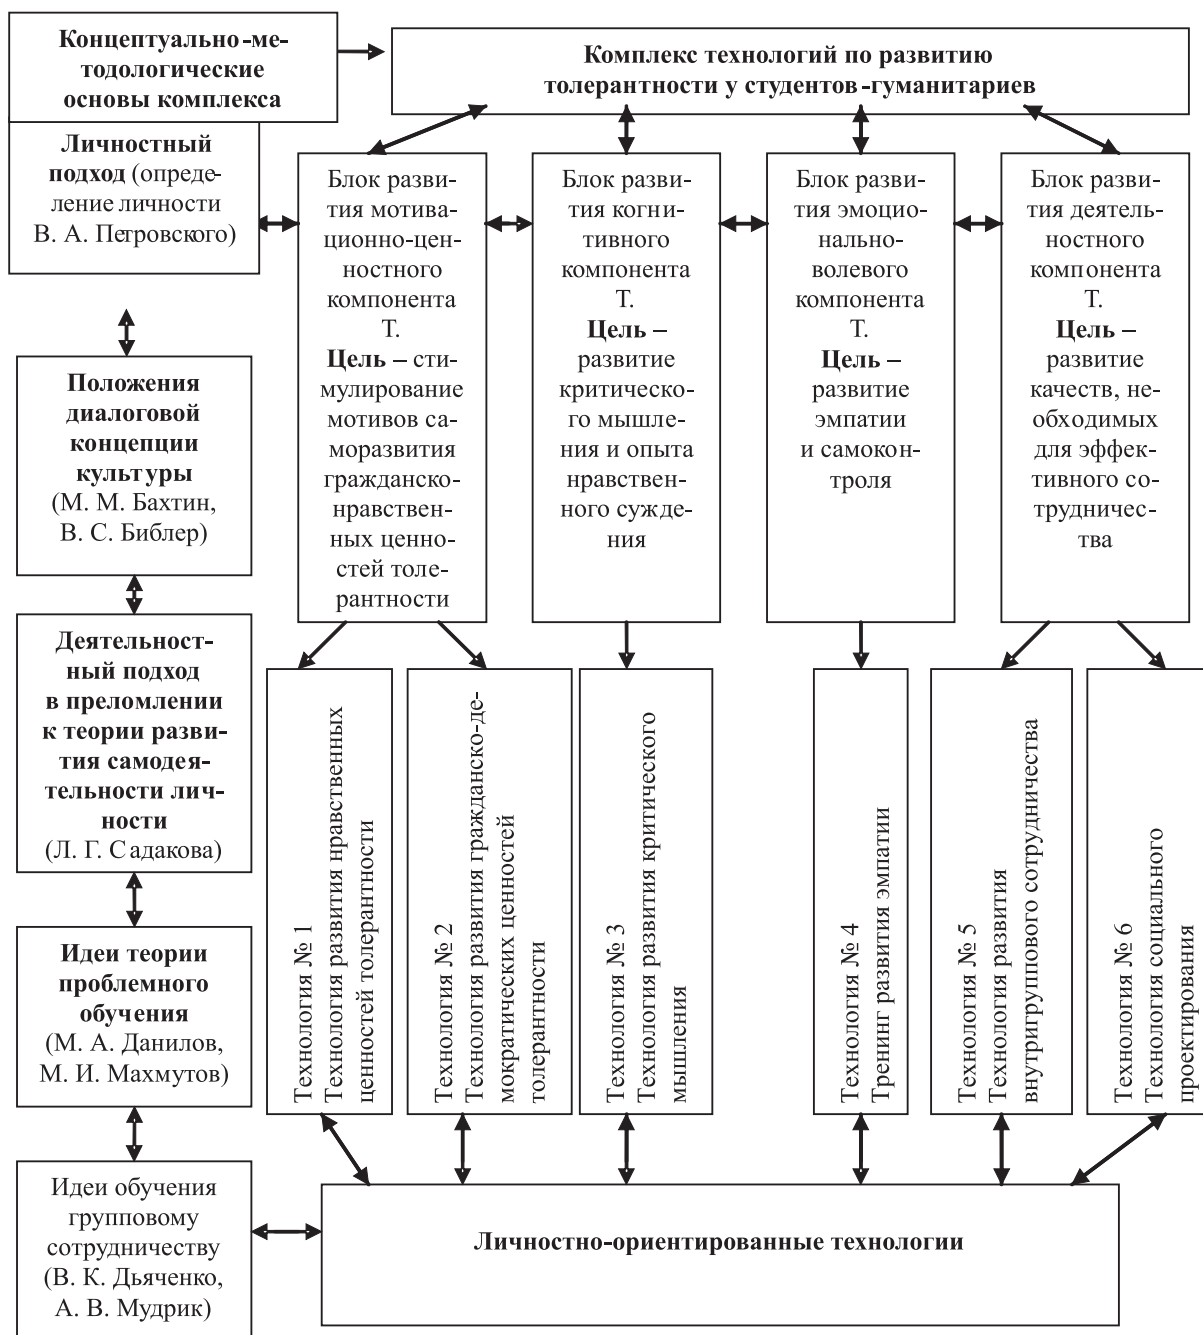 Концептуально-ме-
тодологические
основы комплекса
Комплекс технологий по развитию
толерантности у студентов-гуманитариев
Личностный
подход (опреде-
ление личности
В. А. Петровского)
Блок разви-
тия мотива-
ционно-цен-
ностного
компонента
Т.
Цель – сти-
мулирование
мотивов са-
моразвития
гражданско-
нравствен-
ных ценно-
стей толе-
рантности
Блок разви-
тия когни-
тивного
компонента
Т.
Цель –
развитие
критическо-
го мышле-
ния и опыта
нравствен-
ного сужде-
ния
Блок разви-
тия эмоцио-
нально-
волевого
компонента
Т.
Цель –
развитие
эмпатии
и самокон-
троля
Блок разви-
тия деятель-
ностного
компонента
Т.
Цель –
развитие
качеств, не-
обходимых
для эффек-
тивного со-
трудничес-
тва
Положения
диалоговой
концепции
культуры
(М. М. Бахтин,
В. С. Библер)
Деятельност-
ный подход
в преломлении
к теории разви-
тия самодея-
тельности лич-
ности
(Л. Г. Садакова)
Идеи теории
проблемного
обучения
(М. А. Данилов,
М. И. Махмутов)
Идеи обучения
групповому
сотрудничеству
(В. К. Дьяченко,
А. В. Мудрик)
Технология № 1
Технология развития нравственных
ценностей толерантности
Технология № 2
Технология развития гражданско-де-
мократических ценностей
толерантности
Технология № 3
Технология развития критического
мышления
Технология № 4
Тренинг развития эмпатии
Технология № 5
Технология развития
внутригруппового сотрудничества
Технология № 6
Технология социального
проектирования
Личностно-ориентированные технологии